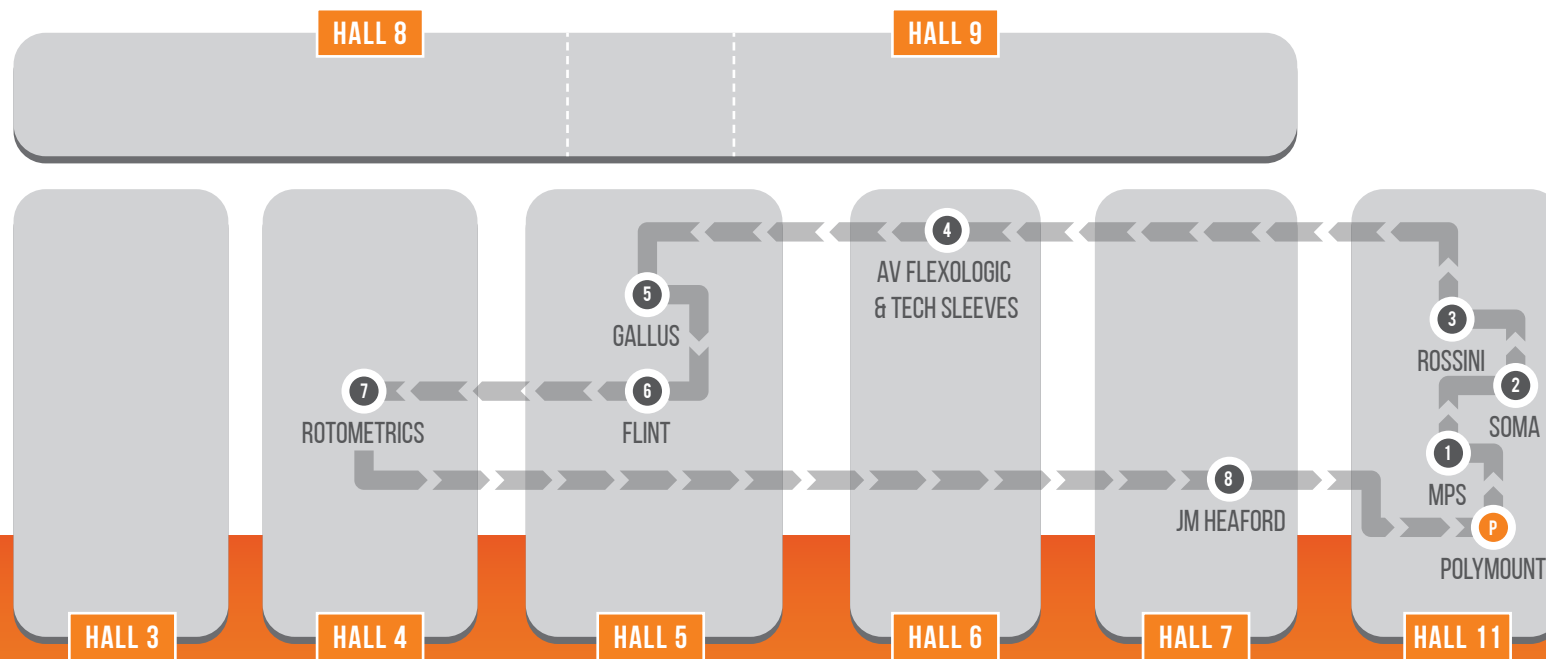 HALL 8
HALL 9
4
AV FLEXOLOGIC
& TECH SLEEVES
5
GALLUS
3
ROSSINI
7
ROTOMETRICS
6
FLINT
2
SOMA
1
MPS
8
JM HEAFORD
P
POLYMOUNT
HALL 3
HALL 4
HALL 5
HALL 6
HALL 7
HALL 11